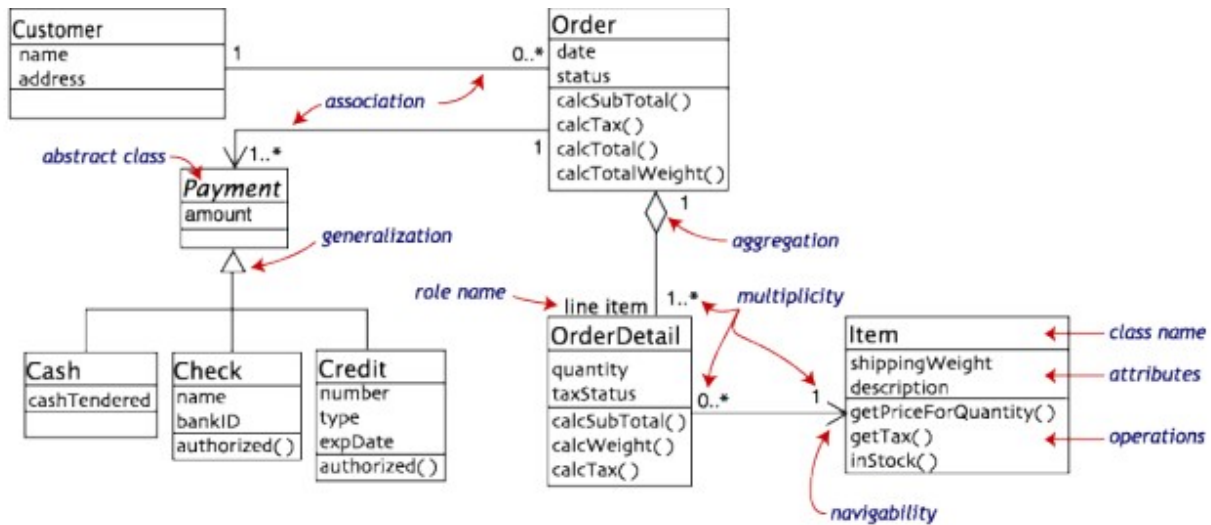 Customer
name
address
1
0..*
association
Order
date
status
calcSubTotal()
calcTax()
calcTotal()
calcTotalWeight()
1
1..*
abstract class
Payment
amount
generalization
1
aggregation
role name
line item
1..*
multiplicity
Cash
cashTendered
Check
name
bankID
authorized()
Credit
number
type
expDate
authorized()
OrderDetail
quantity
taxStatus
calcSubTotal()
calcWeight()
calcTax()
0..*
1
Item
shippingWeight
description
getPriceForQuantity()
getTax()
inStock()
class name
attributes
operations
navigability